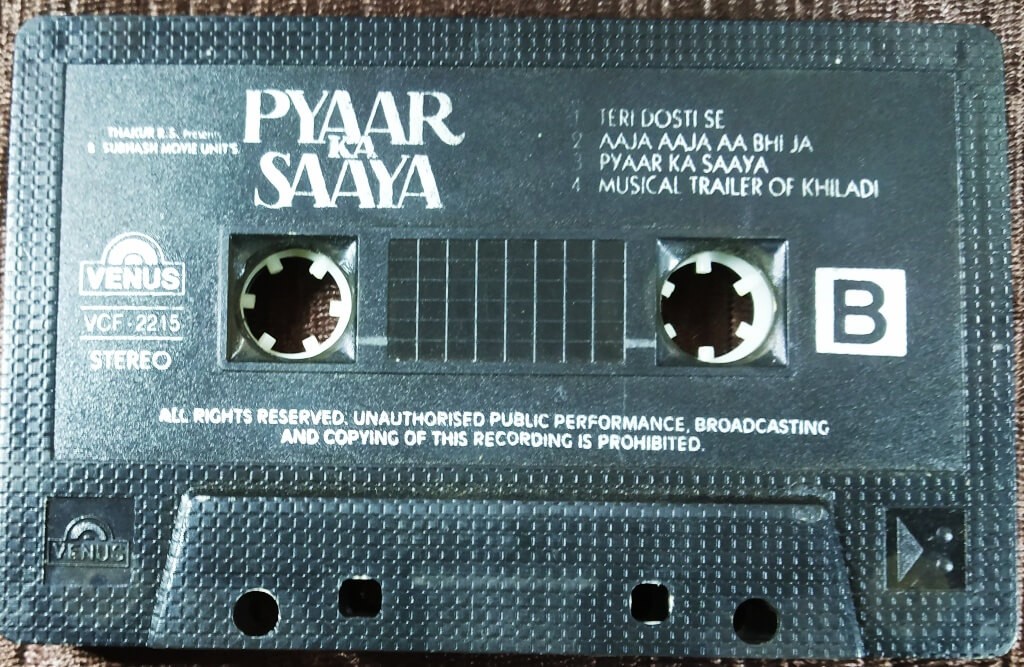 THAKUR R.S. Presents
SUBHASH MOVIE UNIT'S
PYAAR
KA
SAAYA
1 TERI DOSTI SE
2 AAJA AAJA AA BHI JA
3 PYAAR KA SAAYA
4 MUSICAL TRAILER OF KHILADI
VENUS
VCF : 2215
STEREO
B
ALL RIGHTS RESERVED. UNAUTHORISED PUBLIC PERFORMANCE, BROADCASTING
AND COPYING OF THIS RECORDING IS PROHIBITED.
VENUS